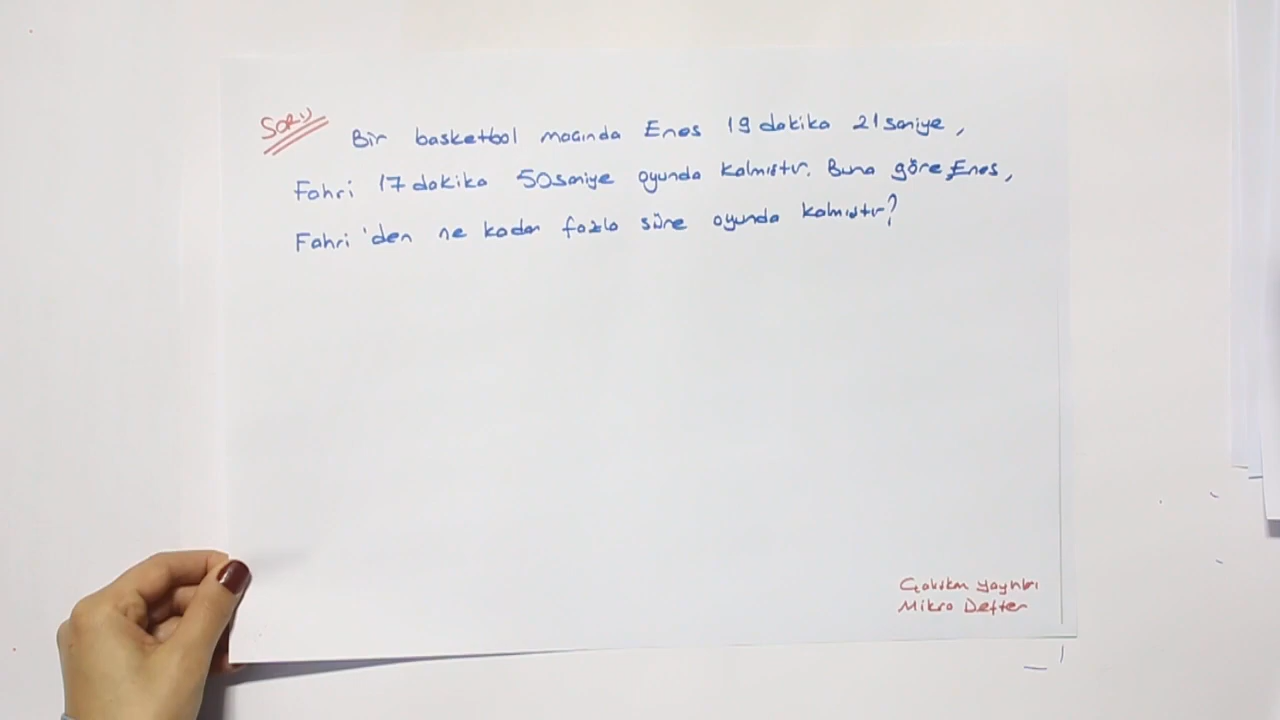 SORU
Bir basketbol maçında Enes 19 dakika 21 saniye,
Fahri 17 dakika 50 saniye oyunda kalmıştır. Buna göre Enes,
Fahri'den ne kadar fazla süre oyunda kalmıştır?
Çalışkan Yayınları
Mikro Defter